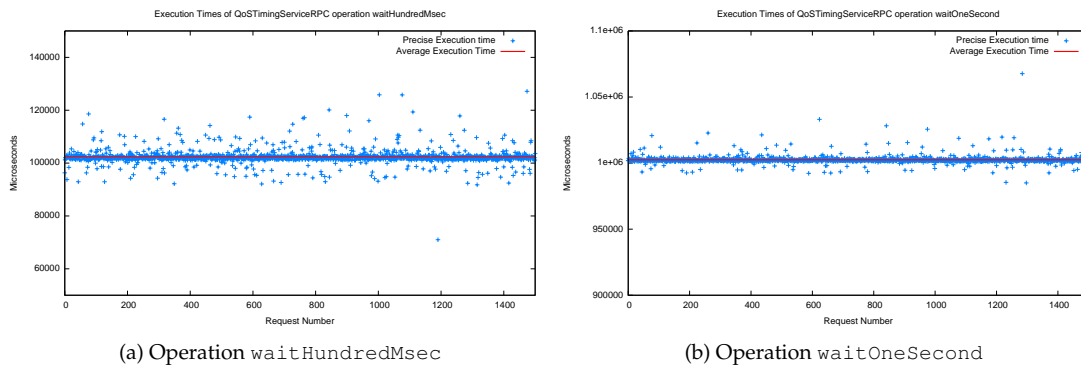 Execution Times of QoSTimingServiceRPC operation waitHundredMsec
Precise Execution time
Average Execution Time
140000
120000
100000
80000
60000
Microseconds
0 200 400 600 800 1000 1200 1400
Request Number
(a) Operation waitHundredMsec
Execution Times of QoSTimingServiceRPC operation waitOneSecond
Precise Execution time
Average Execution Time
1.1e+06
1.05e+06
1e+06
950000
900000
Microseconds
0 200 400 600 800 1000 1200 1400
Request Number
(b) Operation waitOneSecond